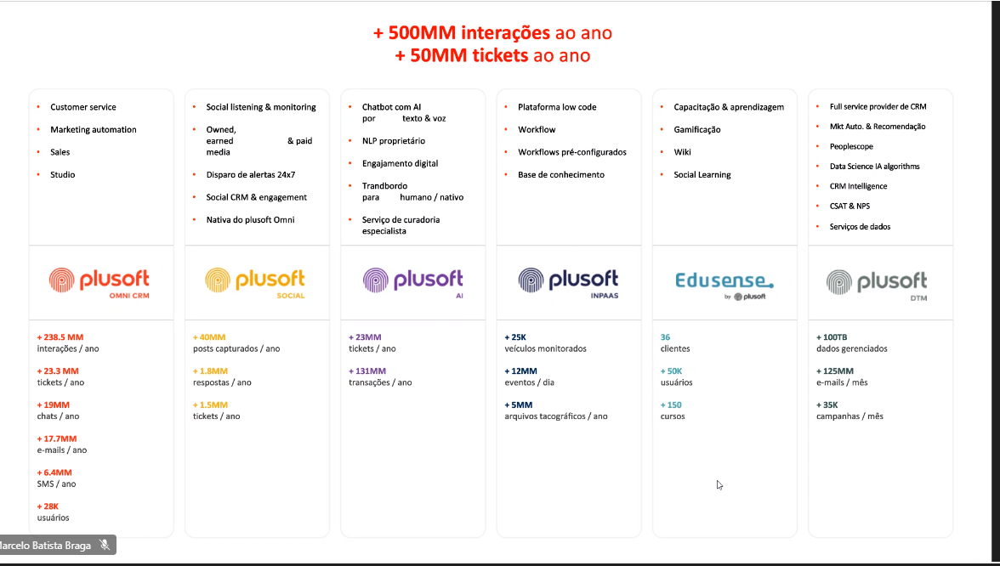 + 500MM interações ao ano
+ 50MM tickets ao ano
• Customer service
• Marketing automation
• Sales
• Studio
plusoft
OMNI CRM
+ 238.5 MM
interações / ano
+ 23.3 MM
tickets / ano
+ 19MM
chats / ano
+ 17.7MM
e-mails / ano
+ 6.4MM
SMS / ano
+ 28K
usuários
• Social listening & monitoring
• Owned,
earned & paid
media
• Disparo de alertas 24x7
• Social CRM & engagement
• Nativa do plusoft Omni
plusoft
SOCIAL
+ 40MM
posts capturados / ano
+ 1.8MM
respostas / ano
+ 1.5MM
tickets / ano
• Chatbot com AI
por texto & voz
• NLP proprietário
• Engajamento digital
• Trandbordo
para humano / nativo
• Serviço de curadoria
especialista
plusoft
AI
+ 23MM
tickets / ano
+ 131MM
transações / ano
• Plataforma low code
• Workflow
• Workflows pré-configurados
• Base de conhecimento
plusoft
INPAAS
+ 25K
veículos monitorados
+ 12MM
eventos / dia
+ 5MM
arquivos tacográficos / ano
• Capacitação & aprendizagem
• Gamificação
• Wiki
• Social Learning
Edusense.
by plusoft
36
clientes
+ 50K
usuários
+ 150
cursos
• Full service provider de CRM
• Mkt Auto. & Recomendação
• Peoplescope
• Data Science IA algorithms
• CRM Intelligence
• CSAT & NPS
• Serviços de dados
plusoft
DTM
+ 100TB
dados gerenciados
+ 125MM
e-mails / mês
+ 35K
campanhas / mês
arcelo Batista Braga